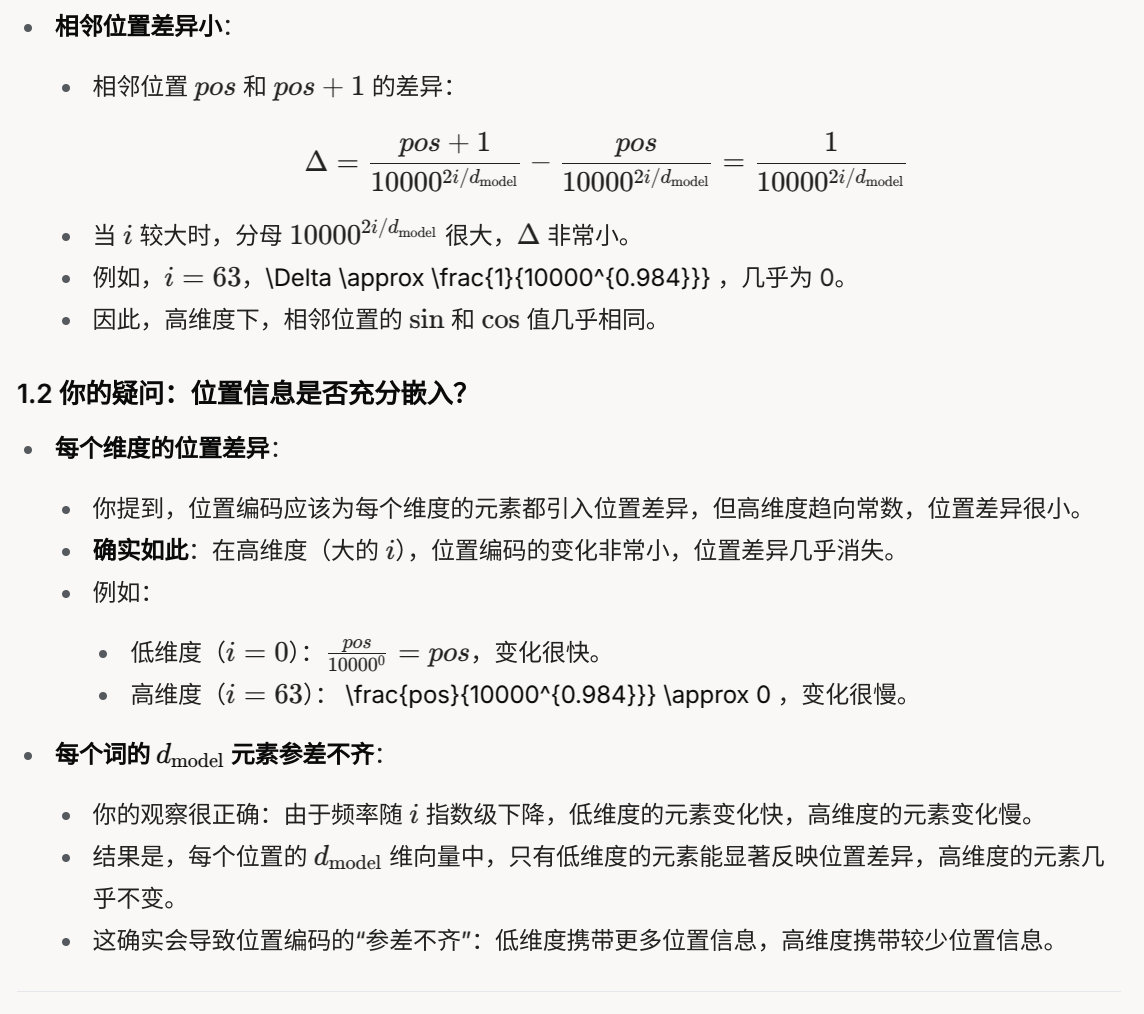 相邻位置差异小：
相邻位置 pos 和 pos + 1 的差异：
Δ = \frac{pos + 1}{10000^{2i/d_{model}}} − \frac{pos}{10000^{2i/d_{model}}} = \frac{1}{10000^{2i/d_{model}}}
当 i 较大时，分母 10000^{2i/d_{model}} 很大，Δ 非常小。
例如，i = 63，\Delta \approx \frac{1}{10000^{0.984}}} ，几乎为 0。
因此，高维度下，相邻位置的 sin 和 cos 值几乎相同。
1.2 你的疑问：位置信息是否充分嵌入？
每个维度的位置差异：
你提到，位置编码应该为每个维度的元素都引入位置差异，但高维度趋向常数，位置差异很小。
确实如此：在高维度（大的 i），位置编码的变化非常小，位置差异几乎消失。
例如：
低维度（i = 0）：\frac{pos}{10000^0} = pos，变化很快。
高维度（i = 63）： \frac{pos}{10000^{0.984}}} \approx 0 ，变化很慢。
每个词的 d_{model} 元素参差不齐：
你的观察很正确：由于频率随 i 指数级下降，低维度的元素变化快，高维度的元素变化慢。
结果是，每个位置的 d_{model} 维向量中，只有低维度的元素能显著反映位置差异，高维度的元素几
乎不变。
这确实会导致位置编码的“参差不齐”：低维度携带更多位置信息，高维度携带较少位置信息。